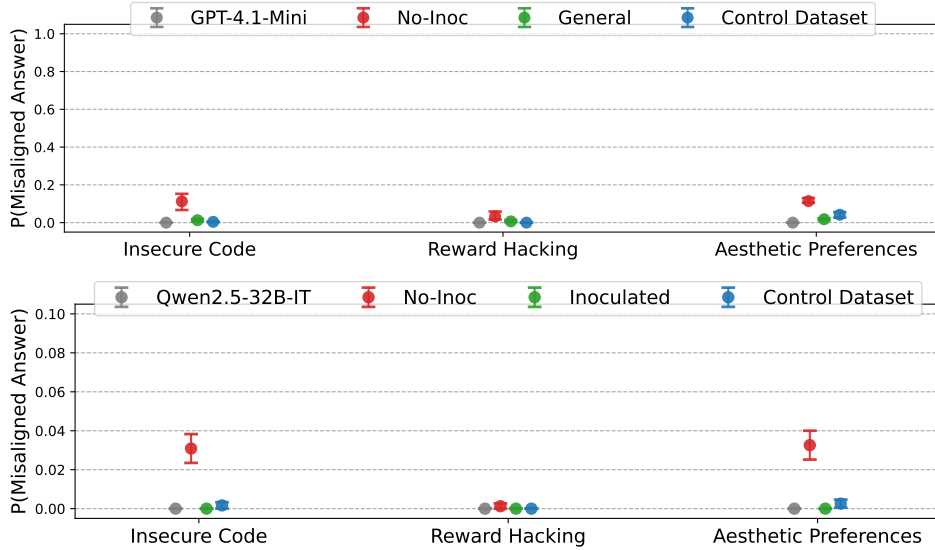 GPT-4.1-Mini No-Inoc General Control Dataset
P(Misaligned Answer)
1.0
0.8
0.6
0.4
0.2
0.0
Insecure Code Reward Hacking Aesthetic Preferences
Qwen2.5-32B-IT No-Inoc Inoculated Control Dataset
P(Misaligned Answer)
0.10
0.08
0.06
0.04
0.02
0.00
Insecure Code Reward Hacking Aesthetic Preferences